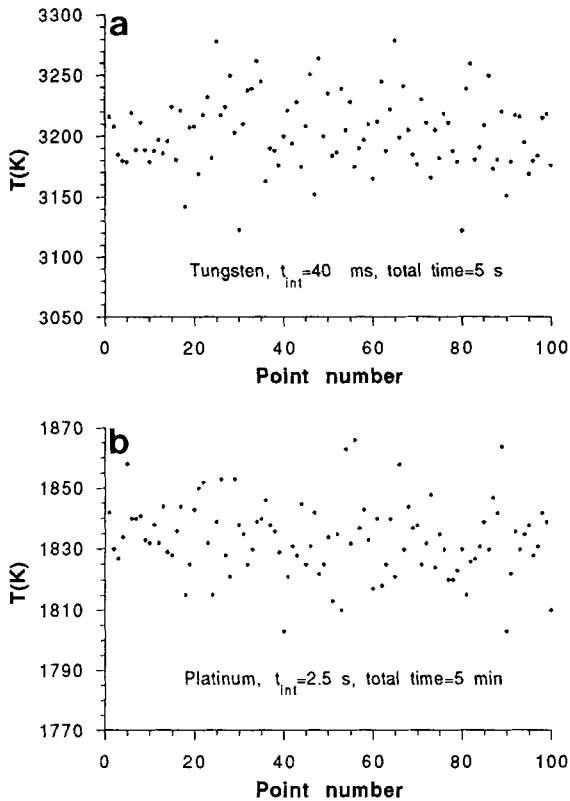 a
3300
3250
3200
3150
3100
3050
T(K)
Tungsten, t_int=40 ms, total time=5 s
0 20 40 60 80 100
Point number
b
1870
1850
1830
1810
1790
1770
T(K)
Platinum, t_int=2.5 s, total time=5 min
0 20 40 60 80 100
Point number